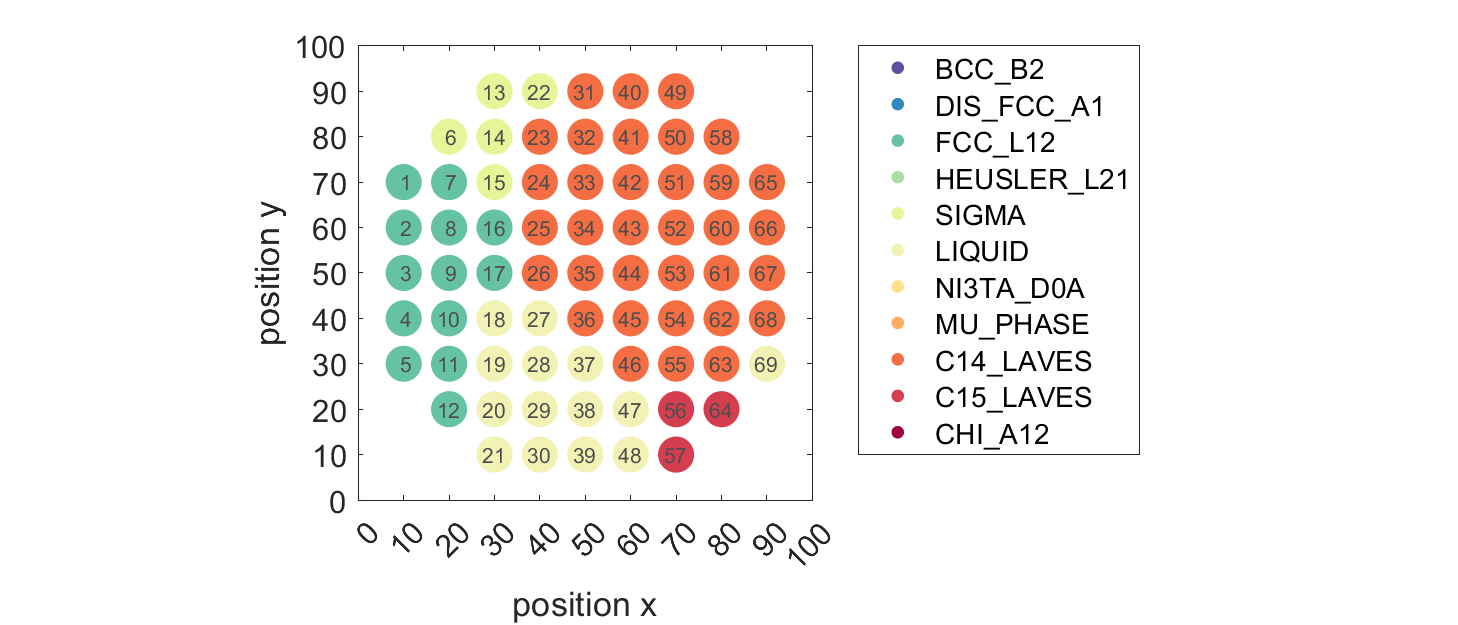 100
90
80
70
60
50
40
30
20
10
0
position y
13 22 31 40 49
6 14 23 32 41 50 58
1 7 15 24 33 42 51 59 65
2 8 16 25 34 43 52 60 66
3 9 17 26 35 44 53 61 67
4 10 18 27 36 45 54 62 68
5 11 19 28 37 46 55 63 69
12 20 29 38 47 56 64
21 30 39 48 57
0 10 20 30 40 50 60 70 80 90 100
position x
BCC_B2
DIS_FCC_A1
FCC_L12
HEUSLER_L21
SIGMA
LIQUID
NI3TA_D0A
MU_PHASE
C14_LAVES
C15_LAVES
CHI_A12